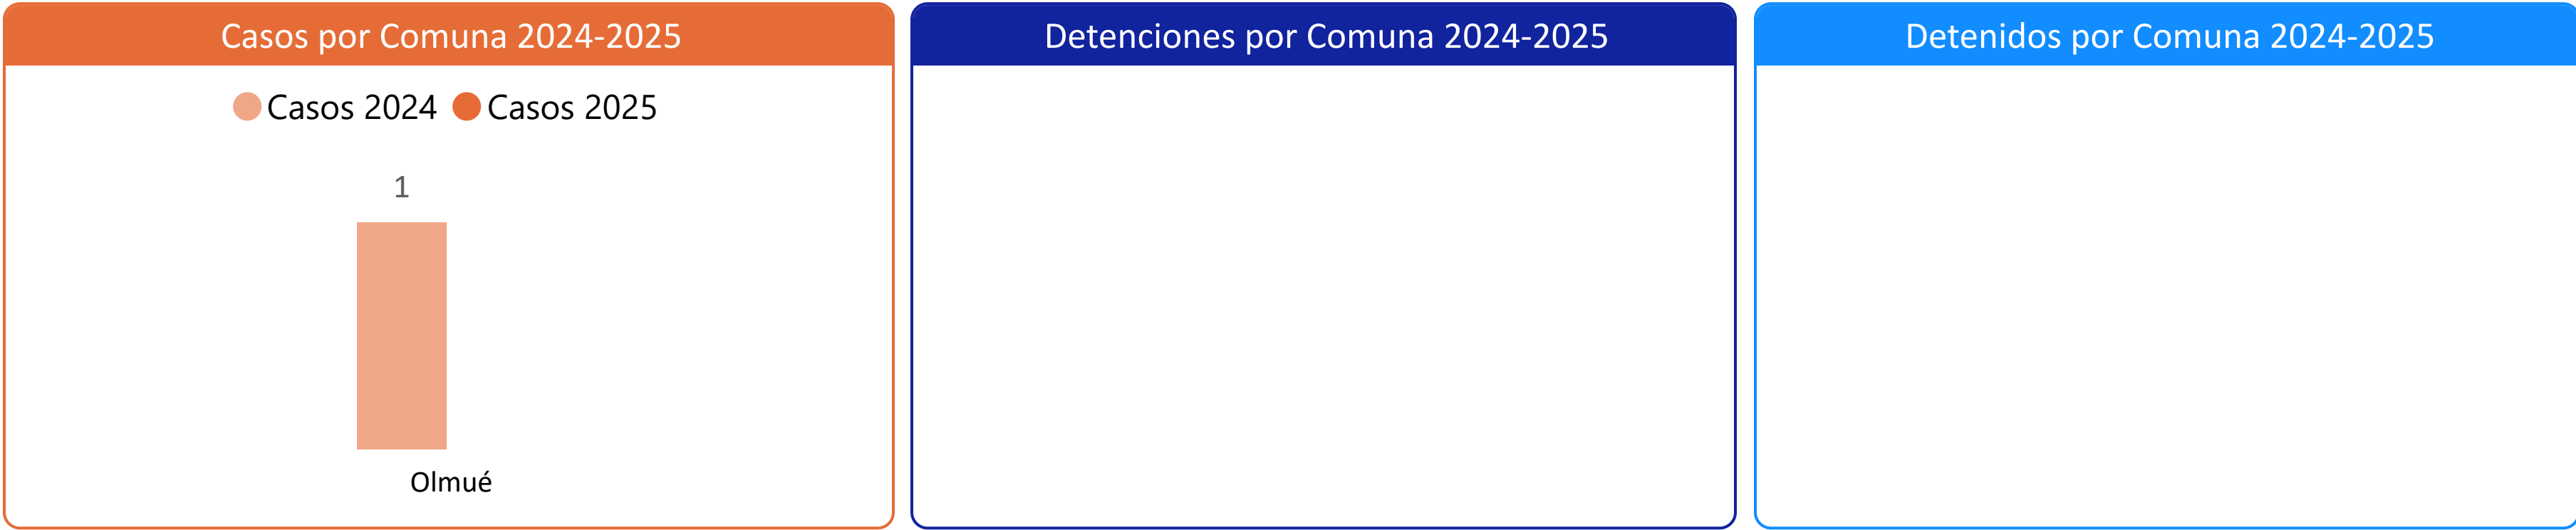 Casos por Comuna 2024-2025
Casos 2024 Casos 2025
1
Olmué
Detenciones por Comuna 2024-2025
Detenidos por Comuna 2024-2025